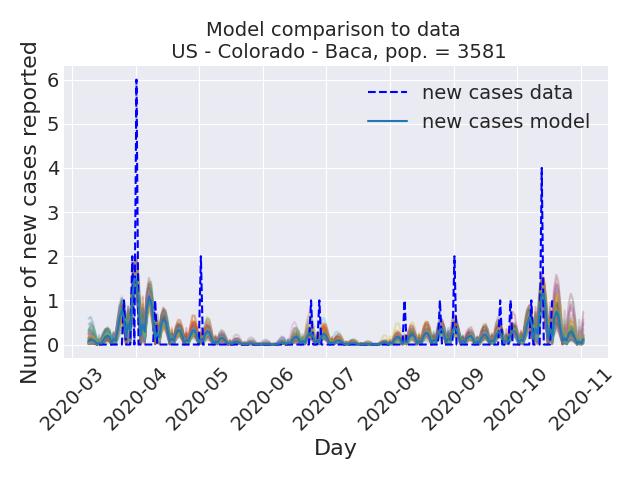 Model comparison to data
US - Colorado - Baca, pop. = 3581
Number of new cases reported
6
5
4
3
2
1
0
new cases data
new cases model
2020-03
2020-04
2020-05
2020-06
2020-07
2020-08
2020-09
2020-10
2020-11
Day